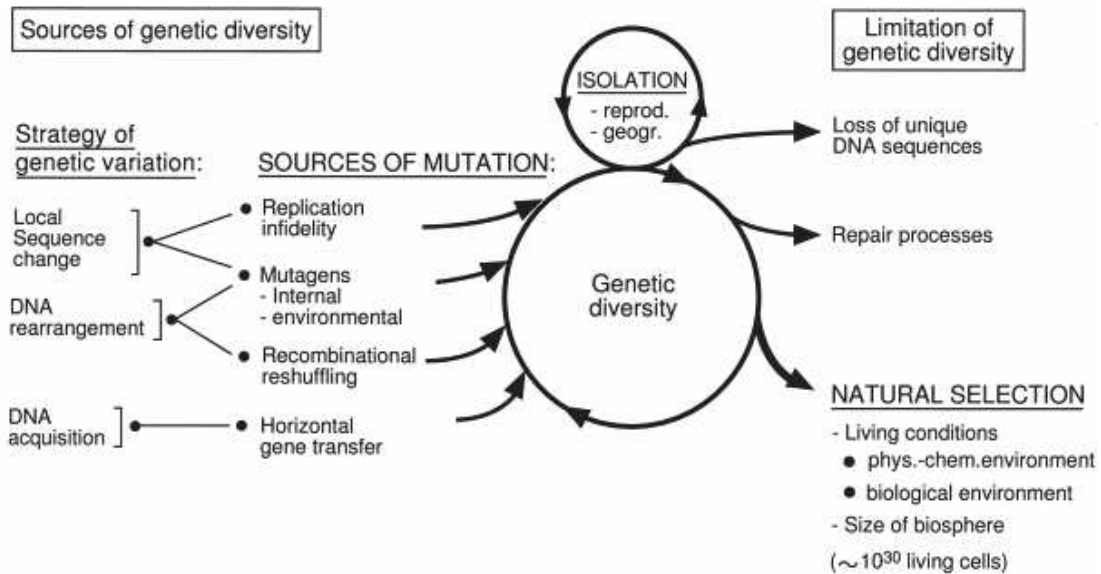 Sources of genetic diversity
Limitation of
genetic diversity
ISOLATION
- reprod.
- geogr.
Strategy of
genetic variation:
SOURCES OF MUTATION:
Local
Sequence
change
DNA
rearrangement
DNA
acquisition
● Replication
infidelity
● Mutagens
- Internal
- environmental
● Recombinational
reshuffling
● Horizontal
gene transfer
Genetic
diversity
Loss of unique
DNA sequences
Repair processes
NATURAL SELECTION
- Living conditions
● phys.-chem.environment
● biological environment
- Size of biosphere
(~10³⁰ living cells)